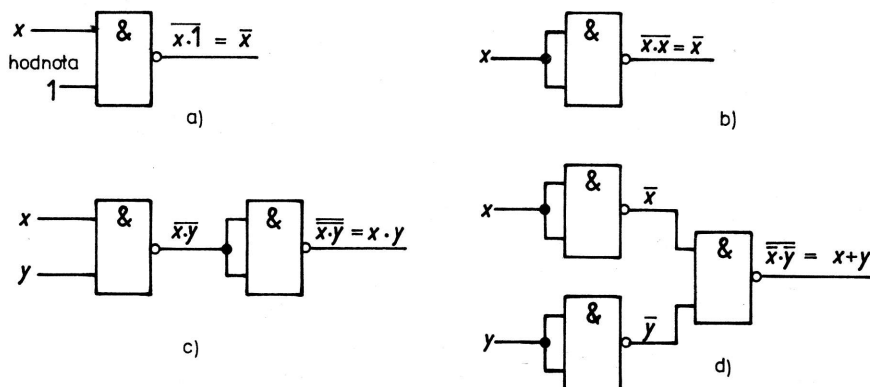 x & x̅.̅1̅ = x̅
hodnota
1
a)
x & x̅.̅x̅ = x̅
b)
x & x̅.̅y̅ & x̿.̿y̿ = x . y
y
c)
x & x̅
& x̿.̅y̿ = x+y
y & y̅
d)